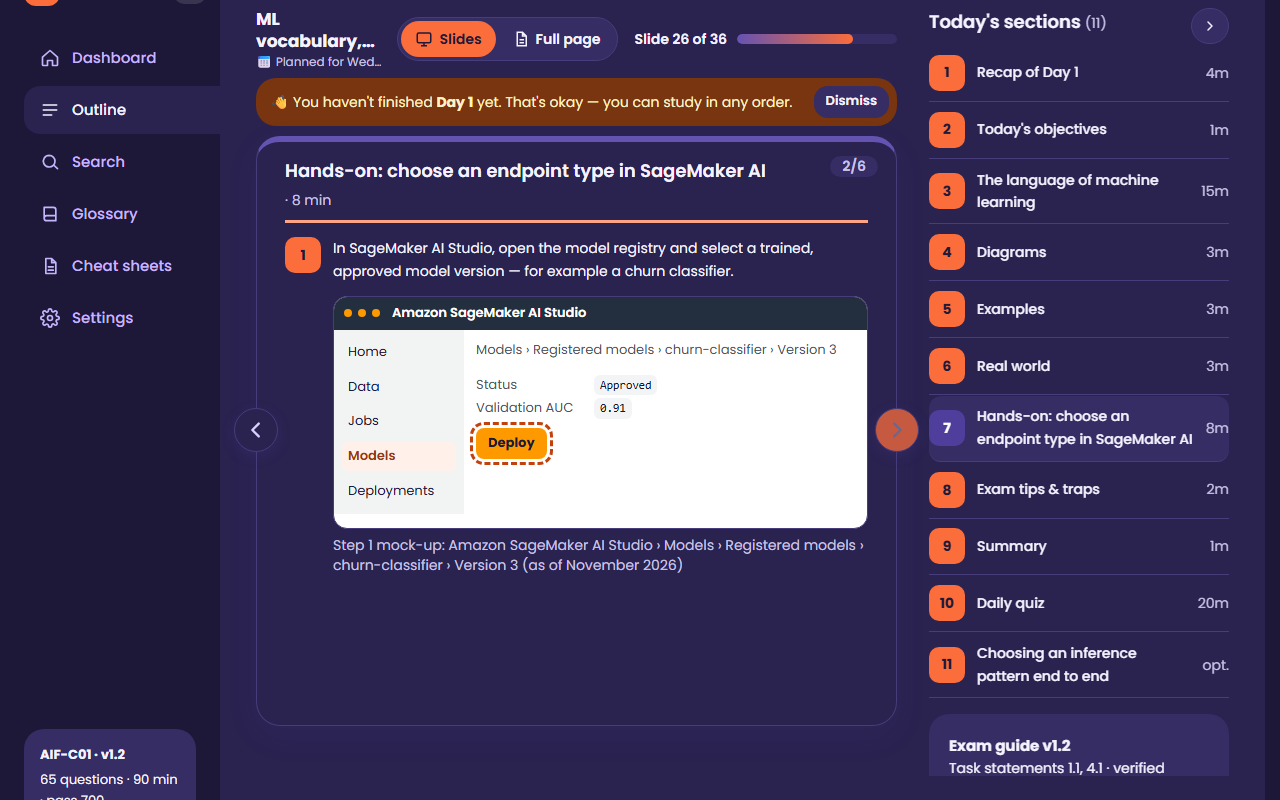 Dashboard
Outline
Search
Glossary
Cheat sheets
Settings
AIF-C01 · v1.2
65 questions · 90 min
· pass 700
ML
vocabulary,…
Planned for Wed…
Slides
Full page
Slide 26 of 36
You haven't finished Day 1 yet. That's okay — you can study in any order.
Dismiss
Hands-on: choose an endpoint type in SageMaker AI
2/6
· 8 min
1
In SageMaker AI Studio, open the model registry and select a trained,
approved model version — for example a churn classifier.
Amazon SageMaker AI Studio
Home
Data
Jobs
Models
Deployments
Models › Registered models › churn-classifier › Version 3
Status Approved
Validation AUC 0.91
Deploy
Step 1 mock-up: Amazon SageMaker AI Studio › Models › Registered models ›
churn-classifier › Version 3 (as of November 2026)
Today's sections (11)
1 Recap of Day 1 4m
2 Today's objectives 1m
3 The language of machine
learning 15m
4 Diagrams 3m
5 Examples 3m
6 Real world 3m
7 Hands-on: choose an
endpoint type in SageMaker AI 8m
8 Exam tips & traps 2m
9 Summary 1m
10 Daily quiz 20m
11 Choosing an inference
pattern end to end opt.
Exam guide v1.2
Task statements 1.1, 4.1 · verified